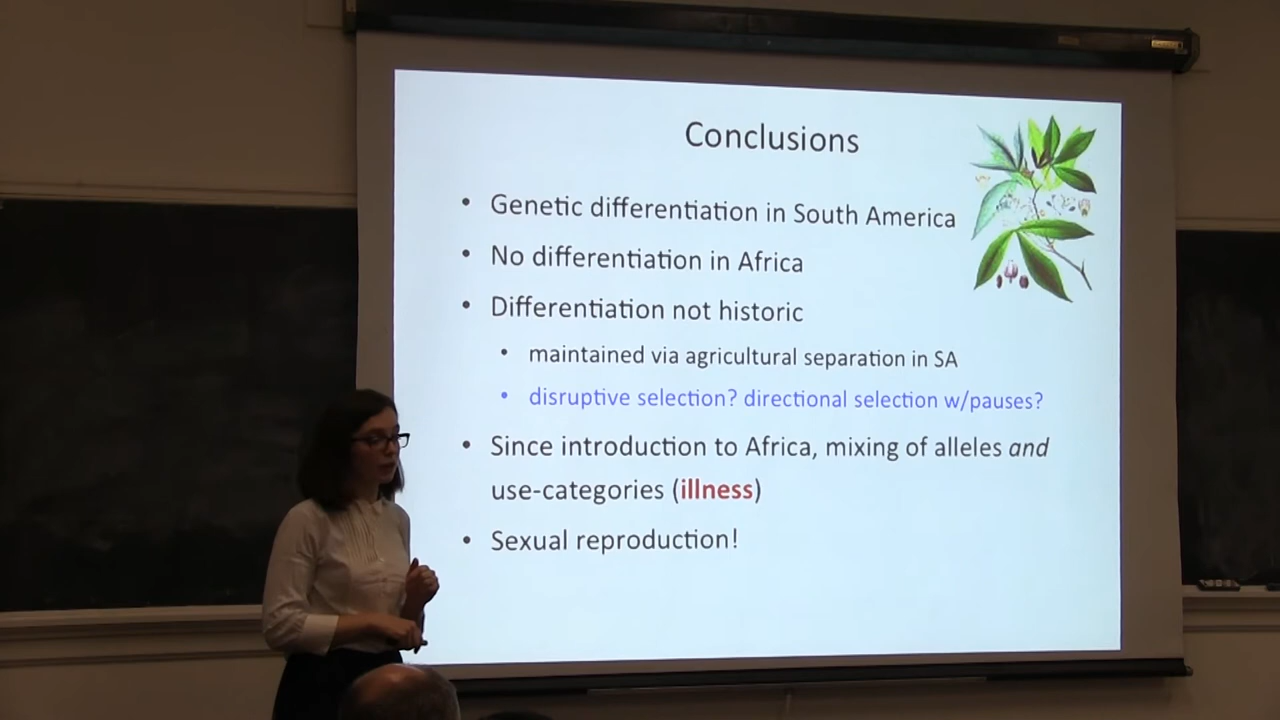 Conclusions
• Genetic differentiation in South America
• No differentiation in Africa
• Differentiation not historic
• maintained via agricultural separation in SA
• disruptive selection? directional selection w/pauses?
• Since introduction to Africa, mixing of alleles and
use-categories (illness)
• Sexual reproduction!